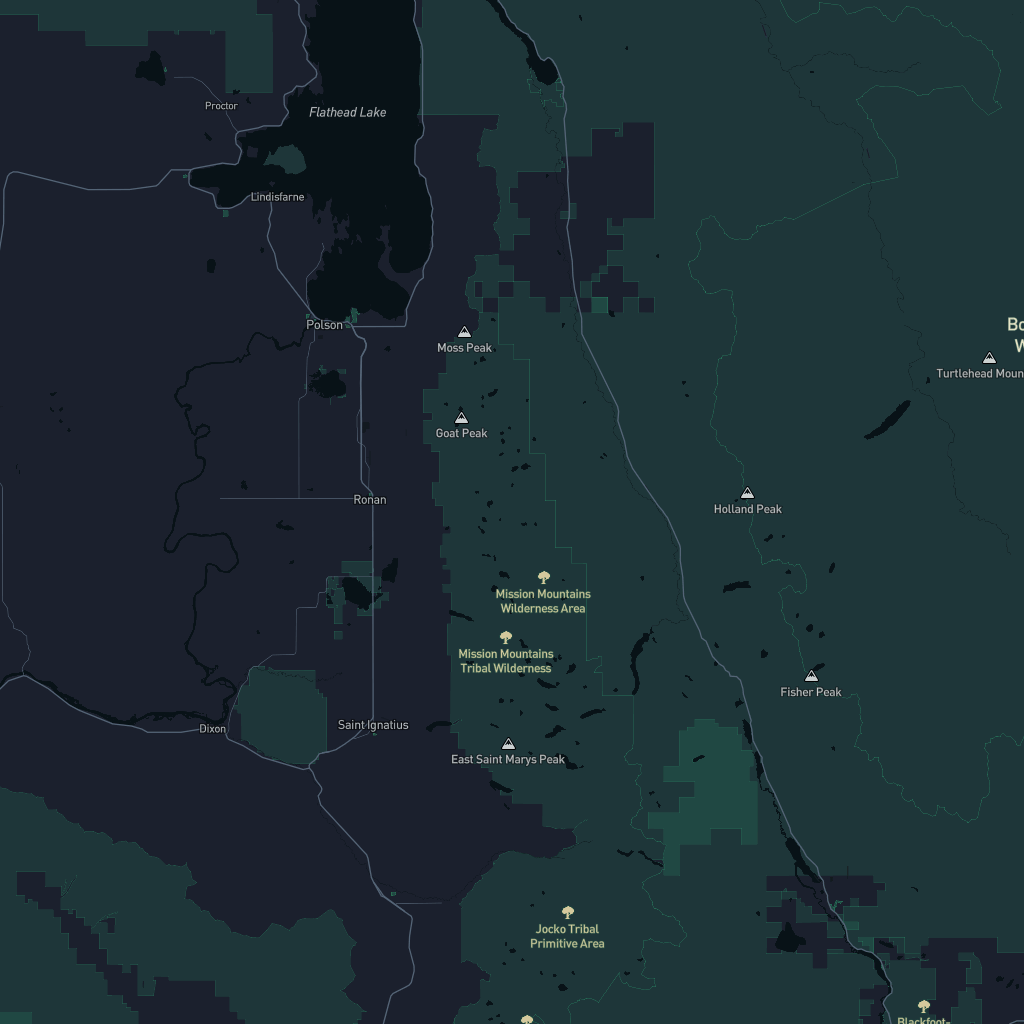 Proctor
Flathead Lake
Lindisfarne
Polson
Moss Peak
Turtlehead Moun
Goat Peak
Ronan
Holland Peak
Mission Mountains
Wilderness Area
Mission Mountains
Tribal Wilderness
Fisher Peak
Dixon
Saint Ignatius
East Saint Marys Peak
Jocko Tribal
Primitive Area
Blackfoot-